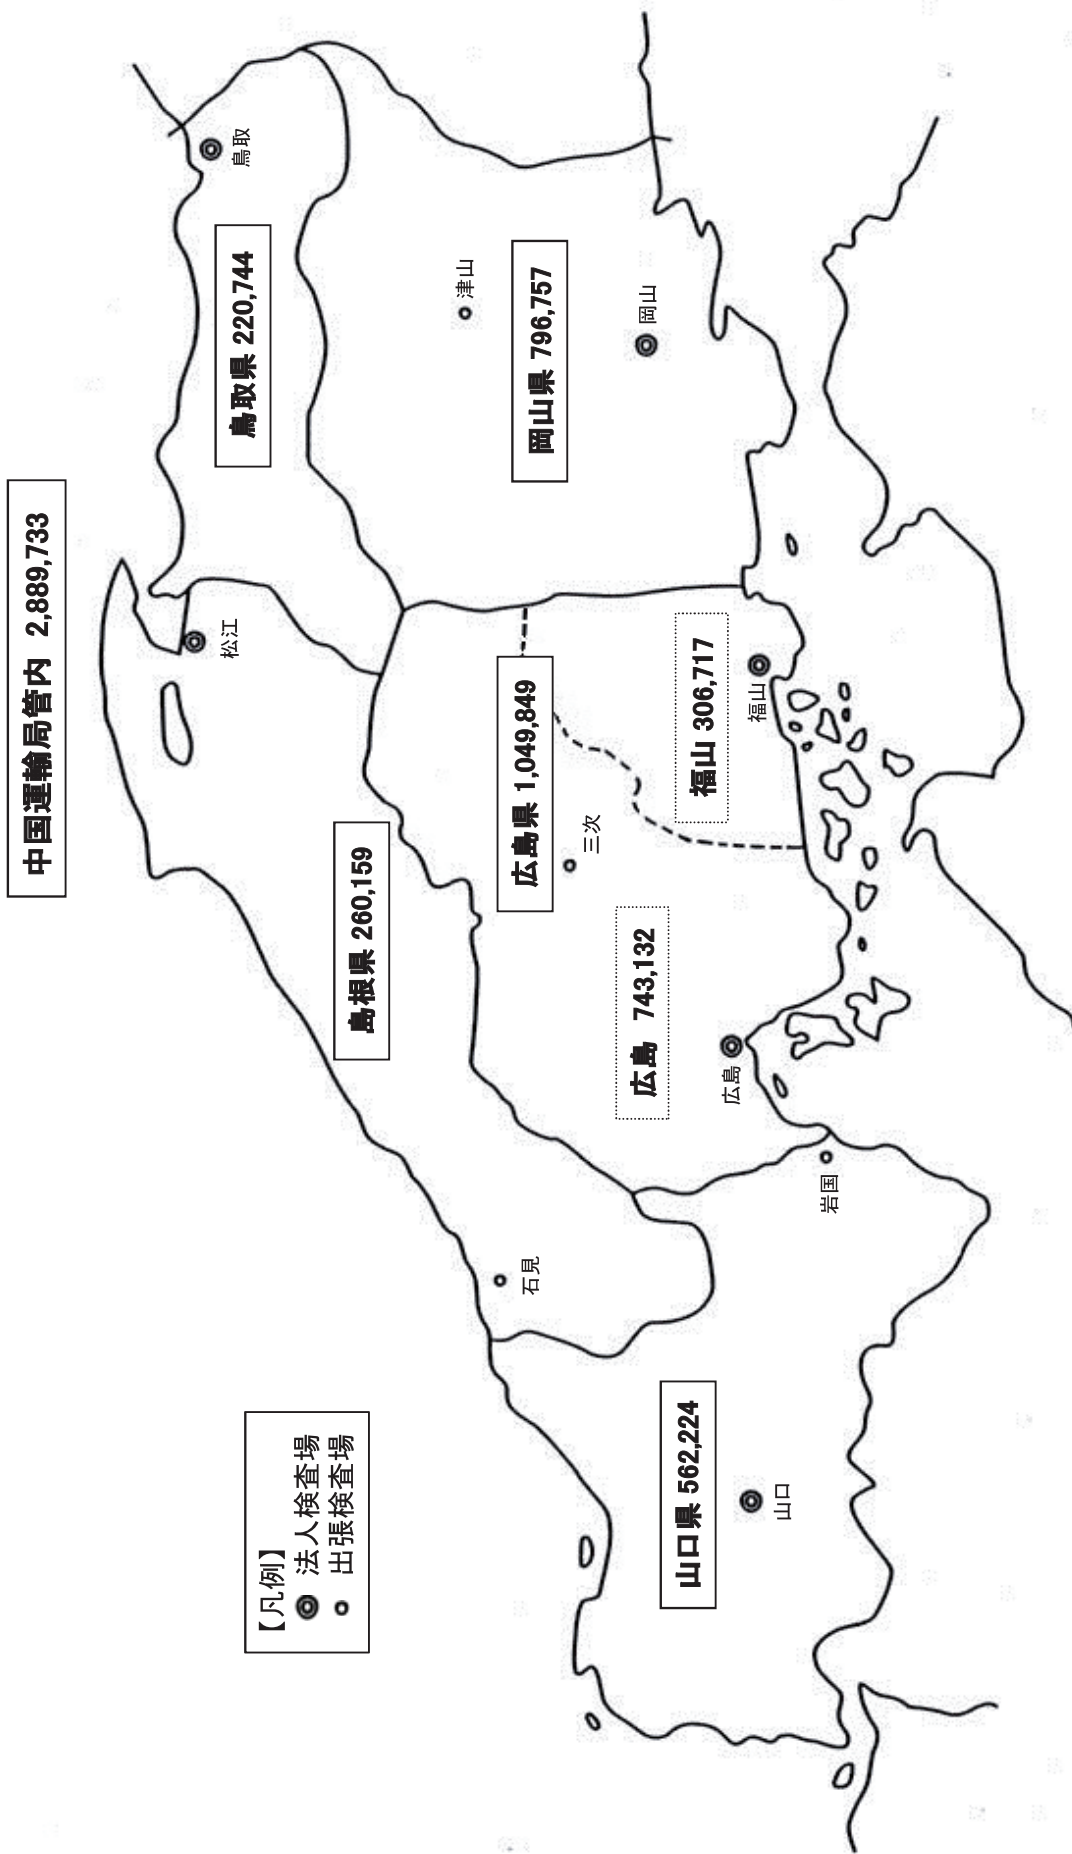 中国運輸局管内 2,889,733
鳥取県 220,744
鳥取
松江
島根県 260,159
石見
岡山県 796,757
津山
岡山
広島県 1,049,849
三次
福山 306,717
福山
広島 743,132
広島
岩国
山口県 562,224
山口
【凡例】
◎ 法人検査場
○ 出張検査場